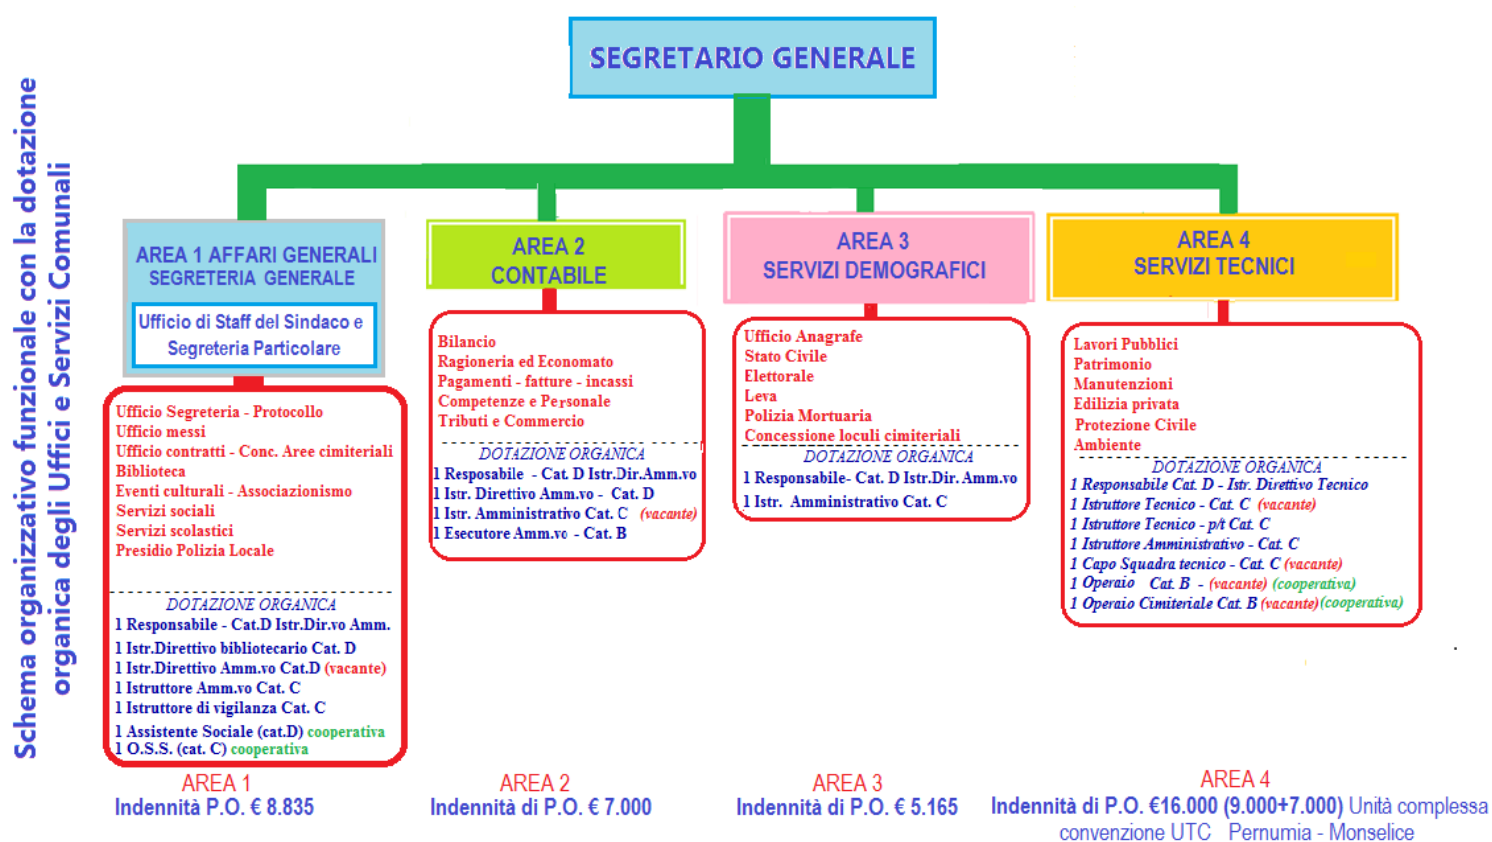 Schema organizzativo funzionale con la dotazione
organica degli Uffici e Servizi Comunali
SEGRETARIO GENERALE
AREA 1 AFFARI GENERALI
SEGRETERIA GENERALE
Ufficio di Staff del Sindaco e
Segreteria Particolare
Ufficio Segreteria - Protocollo
Ufficio messi
Ufficio contratti - Conc. Aree cimiteriali
Biblioteca
Eventi culturali - Associazionismo
Servizi sociali
Servizi scolastici
Presidio Polizia Locale
DOTAZIONE ORGANICA
1 Responsabile - Cat.D Istr.Dir.vo Amm.
1 Istr.Direttivo bibliotecario Cat. D
1 Istr.Direttivo Amm.vo Cat.D (vacante)
1 Istruttore Amm.vo Cat. C
1 Istruttore di vigilanza Cat. C
1 Assistente Sociale (cat.D) cooperativa
1 O.S.S. (cat. C) cooperativa
AREA 1
Indennità P.O. € 8.835
AREA 2
CONTABILE
Bilancio
Ragioneria ed Economato
Pagamenti - fatture - incassi
Competenze e Personale
Tributi e Commercio
DOTAZIONE ORGANICA
1 Resposabile - Cat. D Istr.Dir.Amm.vo
1 Istr. Direttivo Amm.vo - Cat. D
1 Istr. Amministrativo Cat. C (vacante)
1 Esecutore Amm.vo - Cat. B
AREA 2
Indennità di P.O. € 7.000
AREA 3
SERVIZI DEMOGRAFICI
Ufficio Anagrafe
Stato Civile
Elettorale
Leva
Polizia Mortuaria
Concessione loculi cimiteriali
DOTAZIONE ORGANICA
1 Responsabile- Cat. D Istr.Dir. Amm.vo
1 Istr. Amministrativo Cat. C
AREA 3
Indennità di P.O. € 5.165
AREA 4
SERVIZI TECNICI
Lavori Pubblici
Patrimonio
Manutenzioni
Edilizia privata
Protezione Civile
Ambiente
DOTAZIONE ORGANICA
1 Responsabile Cat. D - Istr. Direttivo Tecnico
1 Istruttore Tecnico - Cat. C (vacante)
1 Istruttore Tecnico - p/t Cat. C
1 Istruttore Amministrativo - Cat. C
1 Capo Squadra tecnico - Cat. C (vacante)
1 Operaio Cat. B - (vacante) (cooperativa)
1 Operaio Cimiteriale Cat. B (vacante)(cooperativa)
AREA 4
Indennità di P.O. €16.000 (9.000+7.000) Unità complessa
convenzione UTC Pernumia - Monselice